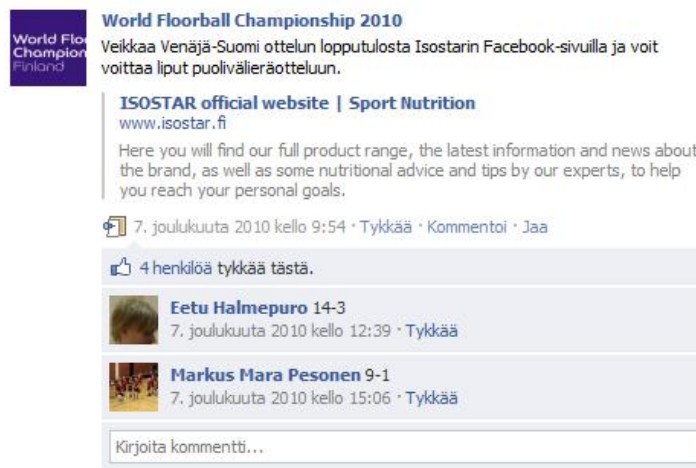 World Floorball Championship 2010
World Flo
Champion
Finland
Veikkaa Venäjä-Suomi ottelun lopputulosta Isostarin Facebook-sivuilla ja voit
voittaa liput puolivälieräotteluun.
ISOSTAR official website | Sport Nutrition
www.isostar.fi
Here you will find our full product range, the latest information and news about
the brand, as well as some nutritional advice and tips by our experts, to help
you reach your personal goals.
7. joulukuuta 2010 kello 9:54 · Tykkää · Kommentoi · Jaa
4 henkilöä tykkää tästä.
Eetu Halmepuro 14-3
7. joulukuuta 2010 kello 12:39 · Tykkää
Markus Mara Pesonen 9-1
7. joulukuuta 2010 kello 15:06 · Tykkää
Kirjoita kommentti...